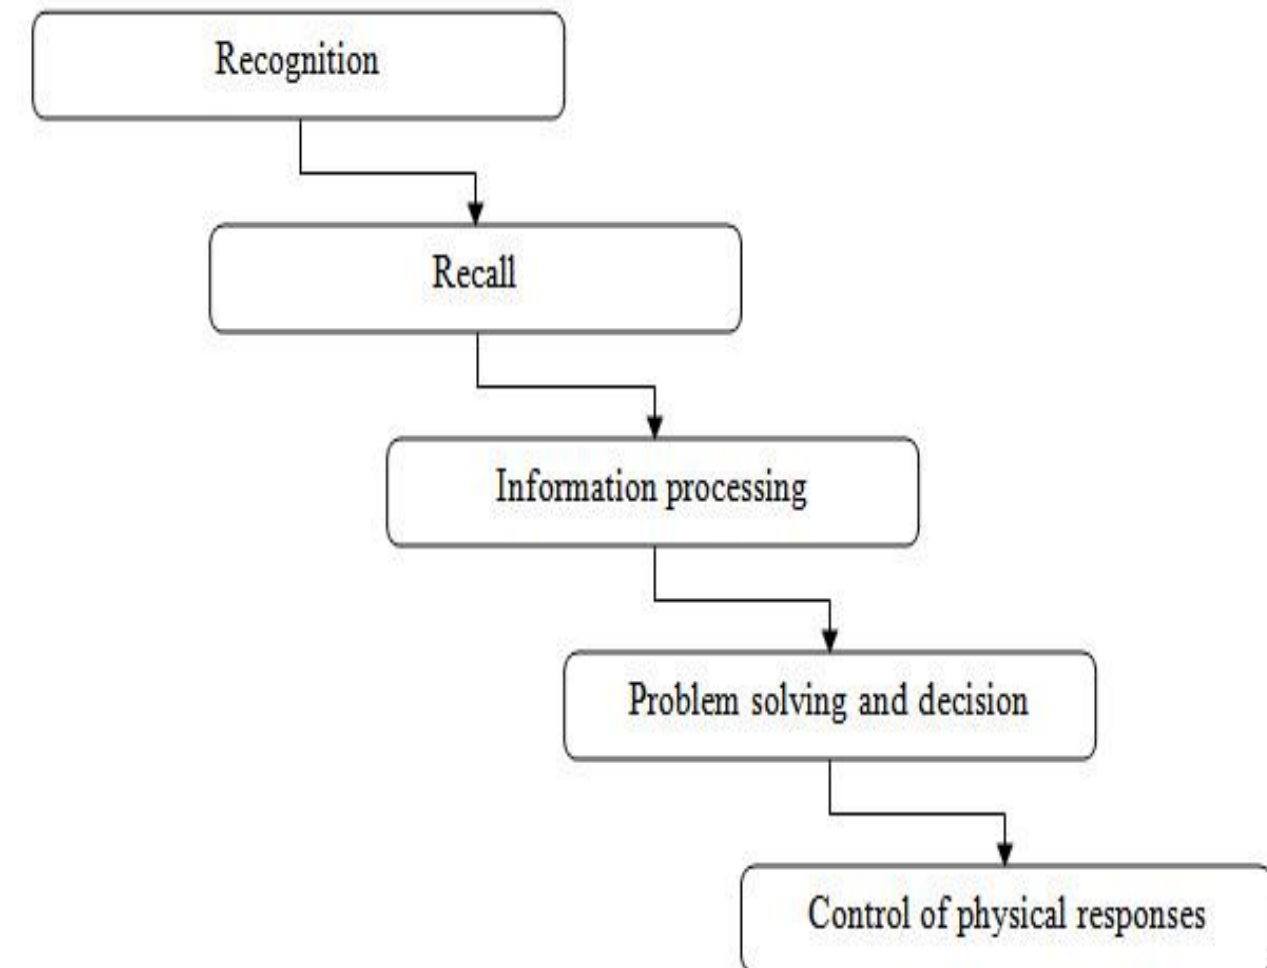 Recognition
Recall
Information processing
Problem solving and decision
Control of physical responses